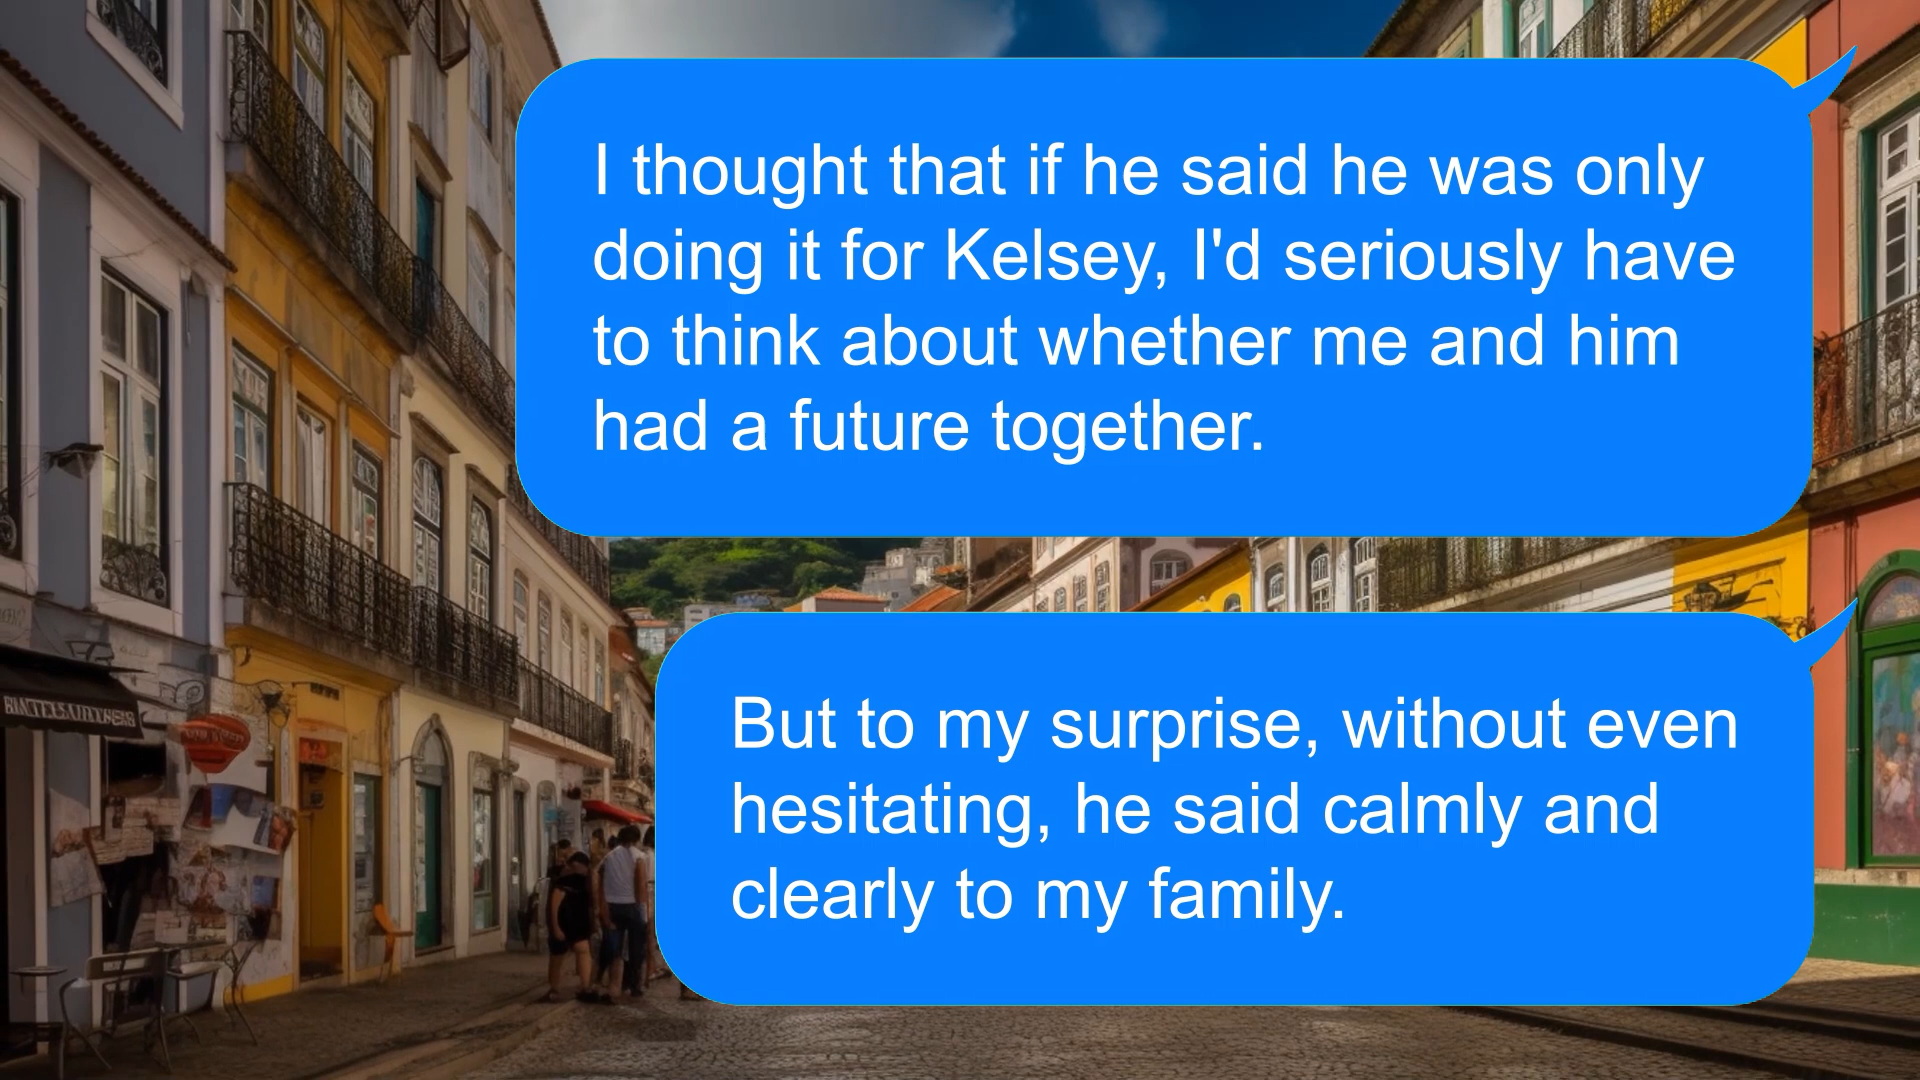 I thought that if he said he was only
doing it for Kelsey, I'd seriously have
to think about whether me and him
had a future together.
But to my surprise, without even
hesitating, he said calmly and
clearly to my family.